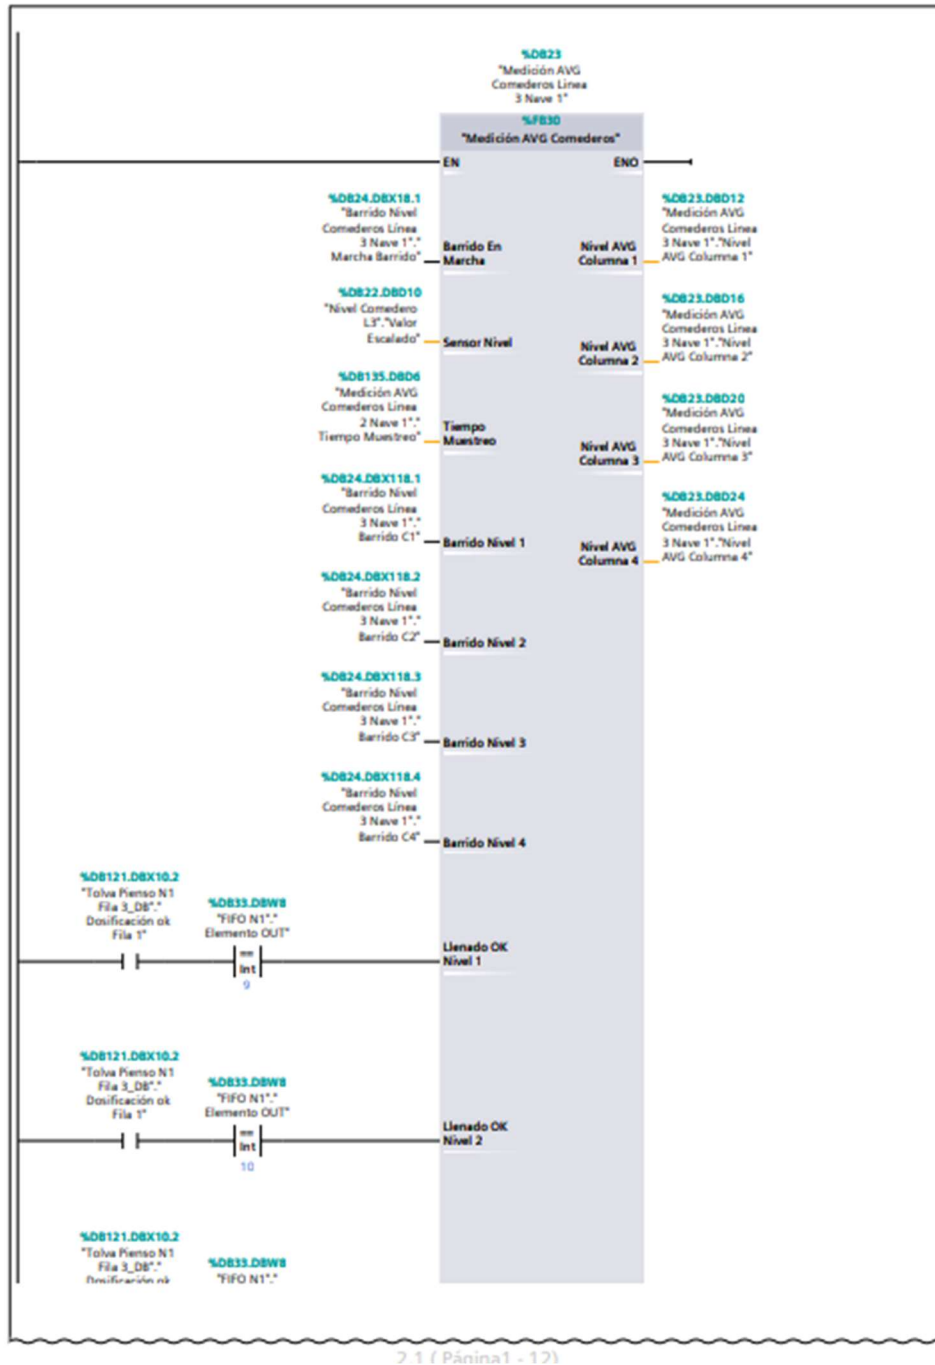 %DB23
"Medición AVG
Comederos Linea
3 Nave 1"
%FB30
"Medición AVG Comederos"
EN
ENO
%DB24.DBX18.1
"Barrido Nivel
Comederos Línea
3 Nave 1"."
Marcha Barrido"
Barrido En
Marcha
Nivel AVG
Columna 1
%DB23.DBD12
"Medición AVG
Comederos Linea
3 Nave 1"."Nivel
AVG Columna 1"
%DB22.DBD10
"Nivel Comedero
L3"."Valor
Escalado"
Sensor Nivel
Nivel AVG
Columna 2
%DB23.DBD16
"Medición AVG
Comederos Linea
3 Nave 1"."Nivel
AVG Columna 2"
%DB135.DBD6
"Medición AVG
Comederos Linea
2 Nave 1"."
Tiempo Muestreo"
Tiempo
Muestreo
Nivel AVG
Columna 3
%DB23.DBD20
"Medición AVG
Comederos Linea
3 Nave 1"."Nivel
AVG Columna 3"
%DB24.DBX118.1
"Barrido Nivel
Comederos Línea
3 Nave 1"."
Barrido C1"
Barrido Nivel 1
Nivel AVG
Columna 4
%DB23.DBD24
"Medición AVG
Comederos Linea
3 Nave 1"."Nivel
AVG Columna 4"
%DB24.DBX118.2
"Barrido Nivel
Comederos Línea
3 Nave 1"."
Barrido C2"
Barrido Nivel 2
%DB24.DBX118.3
"Barrido Nivel
Comederos Línea
3 Nave 1"."
Barrido C3"
Barrido Nivel 3
%DB24.DBX118.4
"Barrido Nivel
Comederos Línea
3 Nave 1"."
Barrido C4"
Barrido Nivel 4
%DB121.DBX10.2
"Tolva Pienso N1
Fila 3_DB"."
Dosificación ok
Fila 1"
%DB33.DBW8
"FIFO N1"."
Elemento OUT"
==
Int
9
Llenado OK
Nivel 1
%DB121.DBX10.2
"Tolva Pienso N1
Fila 3_DB"."
Dosificación ok
Fila 1"
%DB33.DBW8
"FIFO N1"."
Elemento OUT"
==
Int
10
Llenado OK
Nivel 2
%DB121.DBX10.2
"Tolva Pienso N1
Fila 3_DB"."
Dosificación ok
%DB33.DBW8
"FIFO N1"."
2.1 ( Página1 - 12)